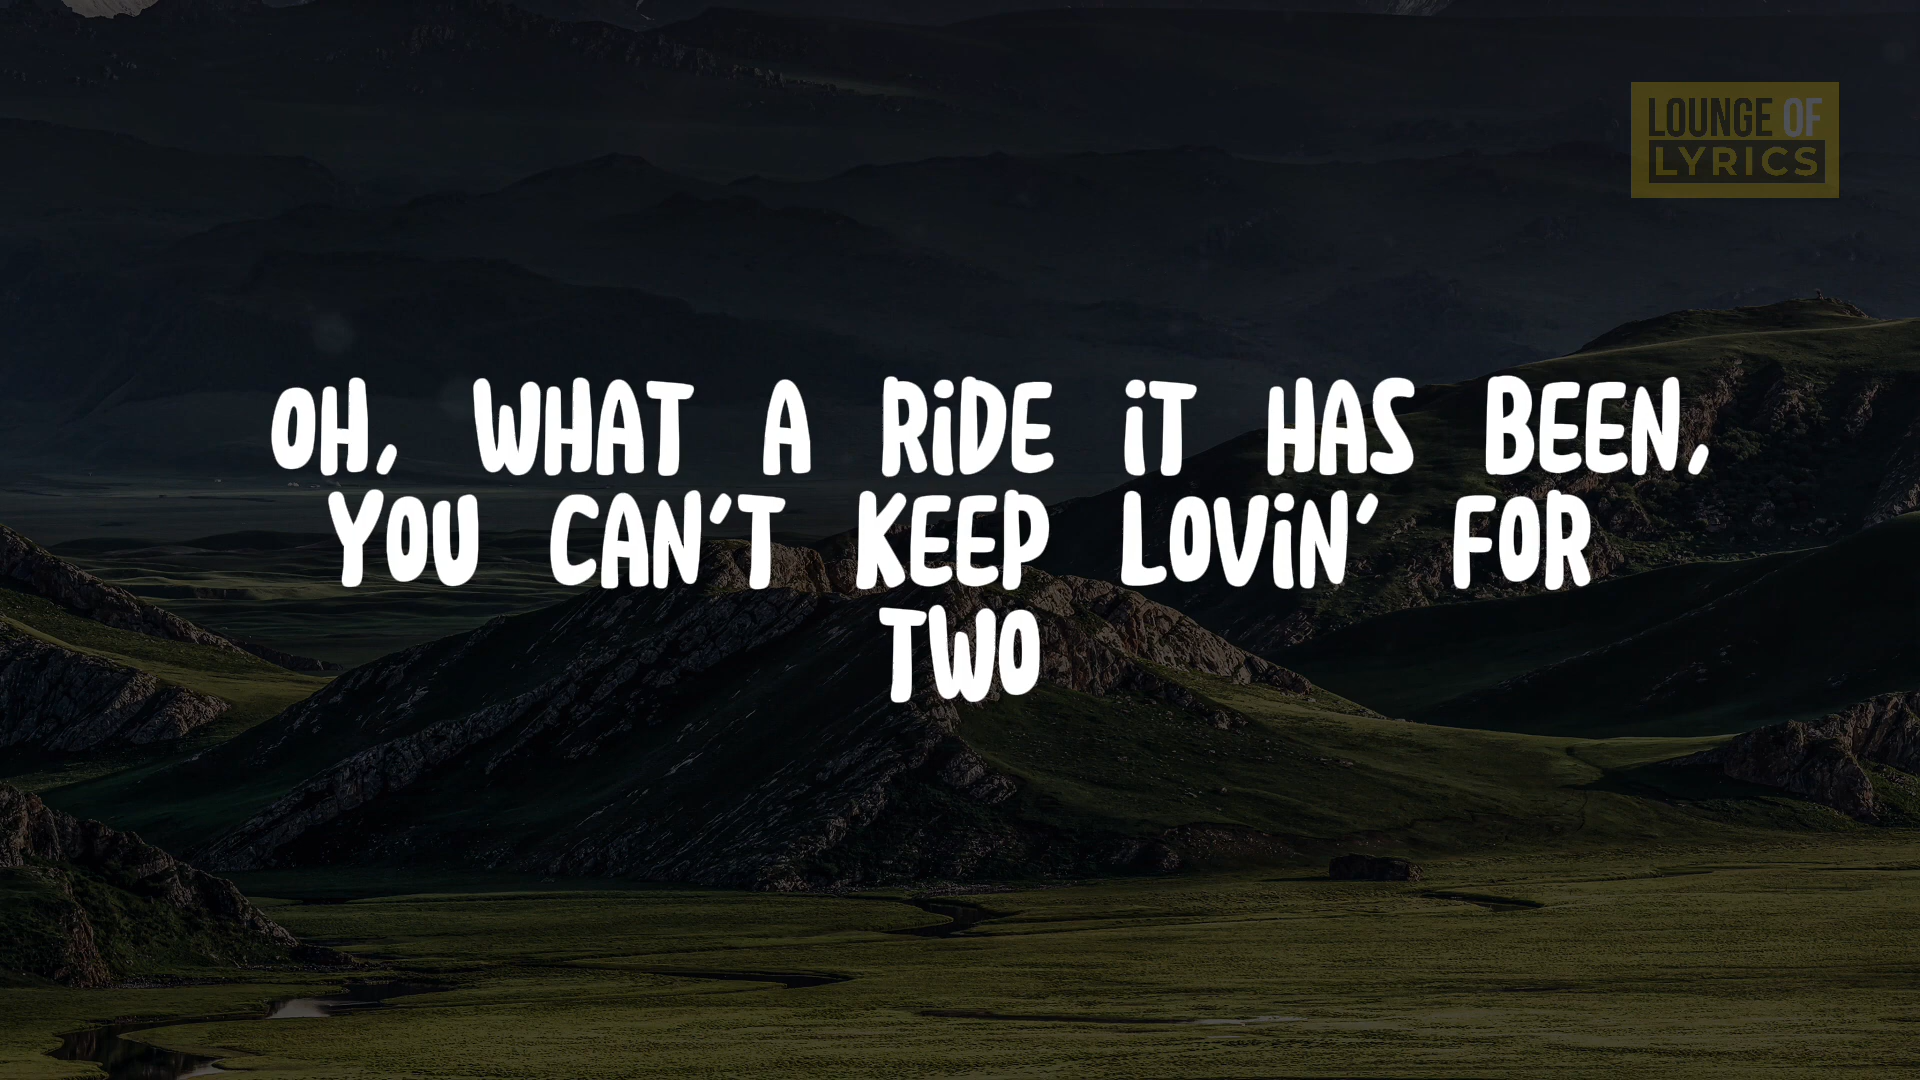 LOUNGE OF
LYRICS
OH, WHAT A RiDE iT HAS BEEN,
YOU CAN'T KEEP LOViN' FOR
TWO